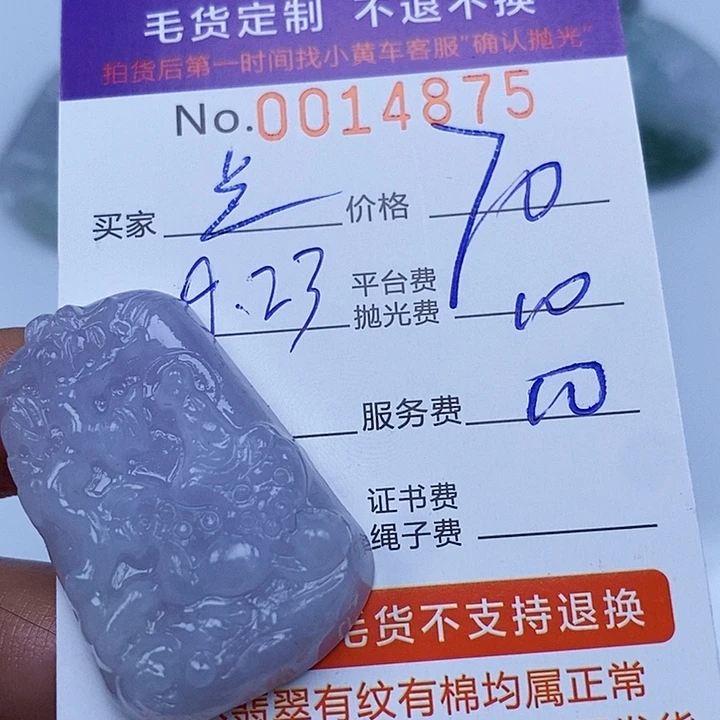 毛货定制 不退不换
拍货后第一时间找小黄车客服"确认抛光"
No.0014875
买家 价格 70
9.23 平台费
抛光费 10
服务费
证书费
绳子费
毛货不支持退换
翡翠有纹有棉均属正常